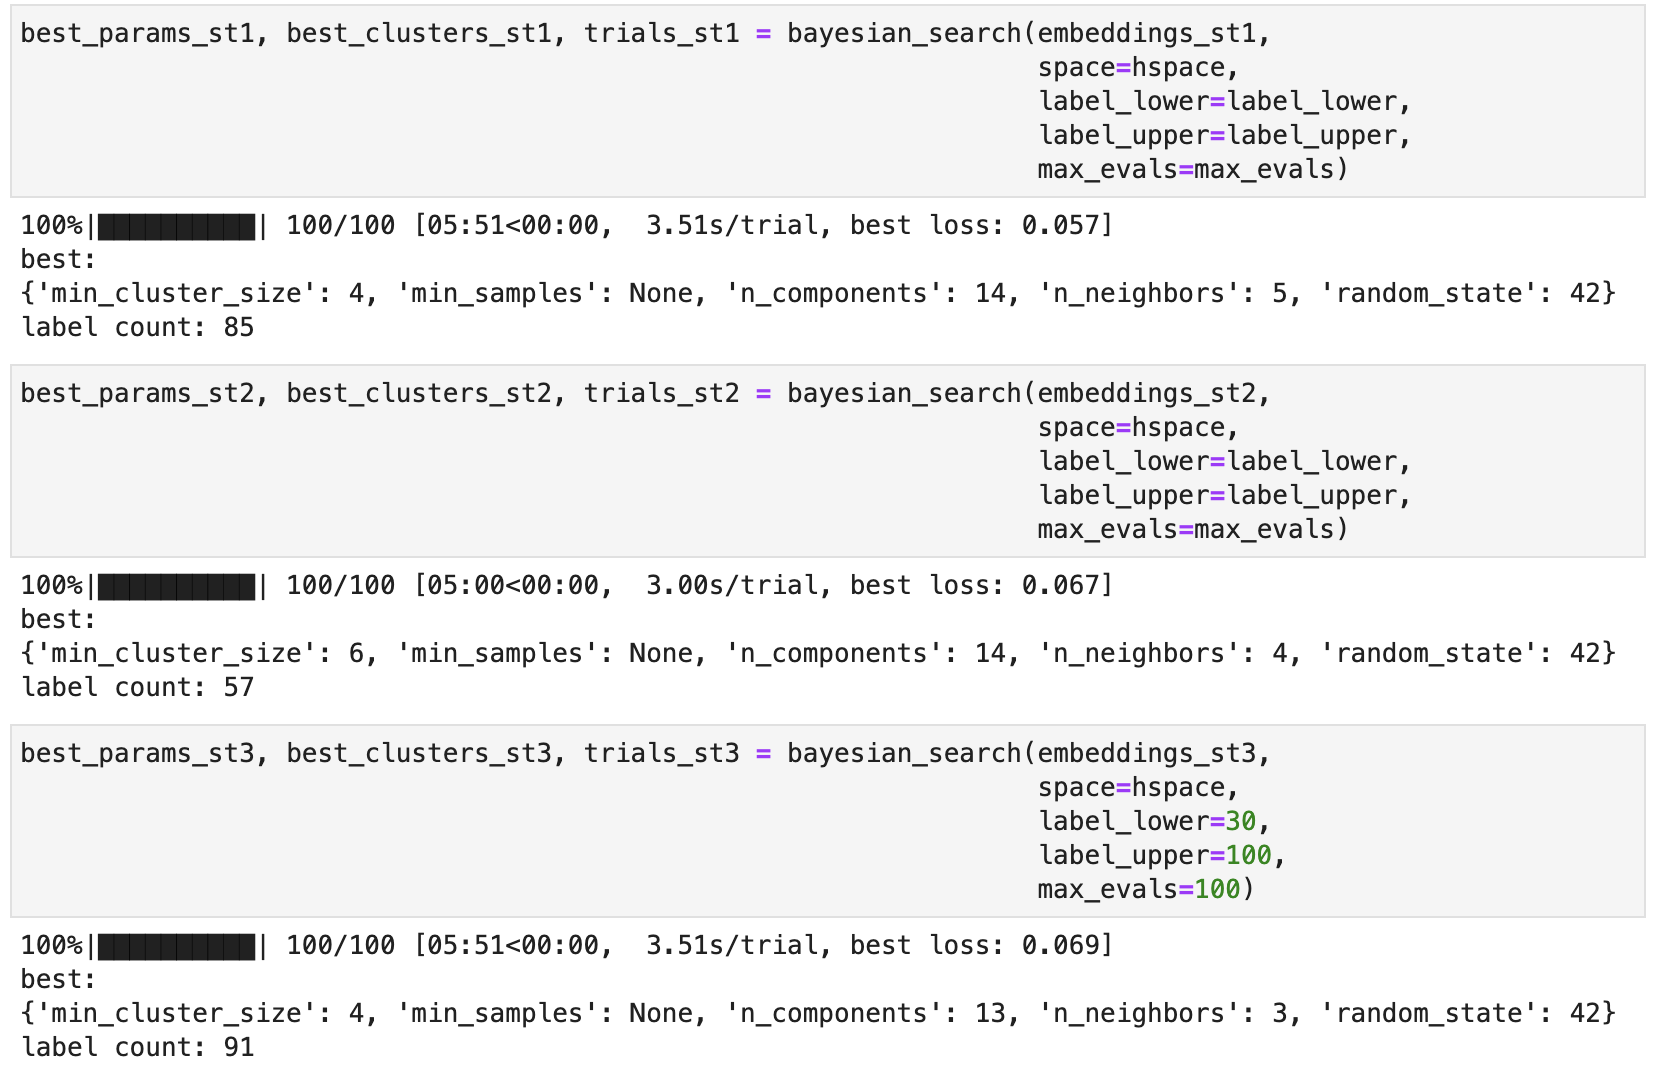 best_params_st1, best_clusters_st1, trials_st1 = bayesian_search(embeddings_st1,
space=hspace,
label_lower=label_lower,
label_upper=label_upper,
max_evals=max_evals)
100%|██████████| 100/100 [05:51<00:00,  3.51s/trial, best loss: 0.057]
best:
{'min_cluster_size': 4, 'min_samples': None, 'n_components': 14, 'n_neighbors': 5, 'random_state': 42}
label count: 85
best_params_st2, best_clusters_st2, trials_st2 = bayesian_search(embeddings_st2,
space=hspace,
label_lower=label_lower,
label_upper=label_upper,
max_evals=max_evals)
100%|██████████| 100/100 [05:00<00:00,  3.00s/trial, best loss: 0.067]
best:
{'min_cluster_size': 6, 'min_samples': None, 'n_components': 14, 'n_neighbors': 4, 'random_state': 42}
label count: 57
best_params_st3, best_clusters_st3, trials_st3 = bayesian_search(embeddings_st3,
space=hspace,
label_lower=30,
label_upper=100,
max_evals=100)
100%|██████████| 100/100 [05:51<00:00,  3.51s/trial, best loss: 0.069]
best:
{'min_cluster_size': 4, 'min_samples': None, 'n_components': 13, 'n_neighbors': 3, 'random_state': 42}
label count: 91